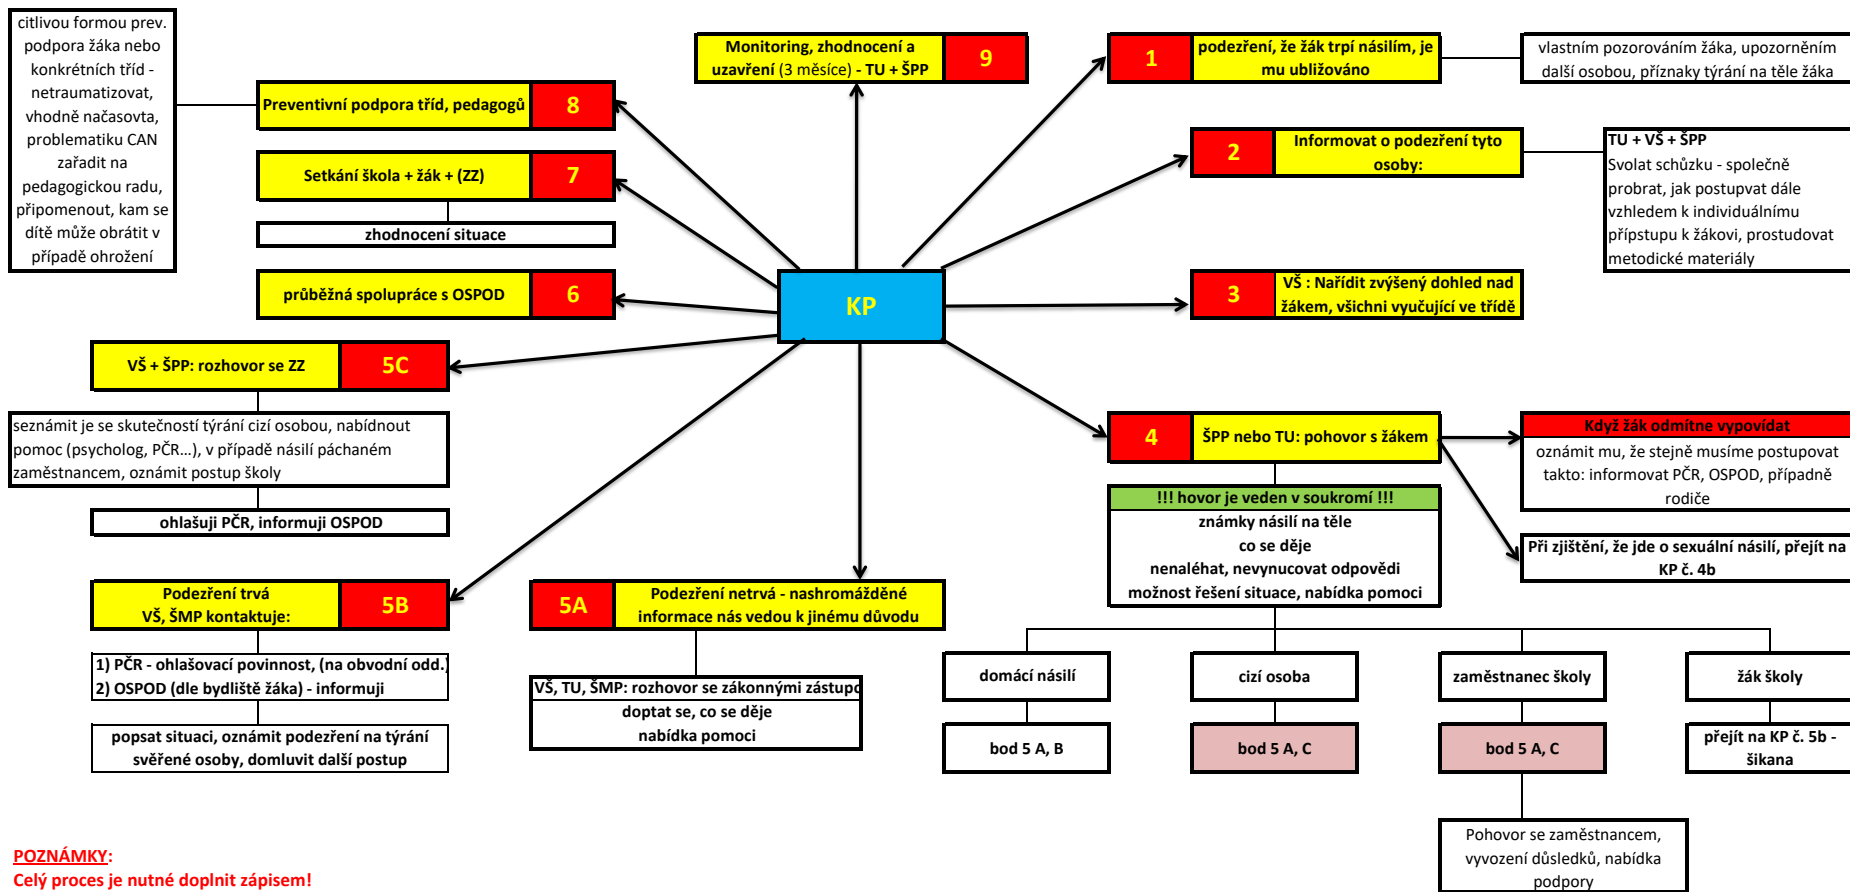 citlivou formou prev.
podpora žáka nebo
konkrétních tříd -
netraumatizovat,
vhodně načasovta,
problematiku CAN
zařadit na
pedagogickou radu,
připomenout, kam se
dítě může obrátit v
případě ohrožení
Monitoring, zhodnocení a
uzavření (3 měsíce) - TU + ŠPP
9
1
podezření, že žák trpí násilím, je
mu ubližováno
vlastním pozorováním žáka, upozorněním
další osobou, příznaky týrání na těle žáka
Preventivní podpora tříd, pedagogů
8
2
Informovat o podezření tyto
osoby:
TU + VŠ + ŠPP
Svolat schůzku - společně
probrat, jak postupvat dále
vzhledem k individuálnímu
přípstupu k žákovi, prostudovat
metodické materiály
Setkání škola + žák + (ZZ)
7
zhodnocení situace
průběžná spolupráce s OSPOD
6
KP
3
VŠ : Nařídit zvýšený dohled nad
žákem, všichni vyučující ve třídě
VŠ + ŠPP: rozhovor se ZZ
5C
seznámit je se skutečností týrání cizí osobou, nabídnout
pomoc (psycholog, PČR...), v případě násilí páchaném
zaměstnancem, oznámit postup školy
ohlašuji PČR, informuji OSPOD
4
ŠPP nebo TU: pohovor s žákem
Když žák odmítne vypovídat
oznámit mu, že stejně musíme postupovat
takto: informovat PČR, OSPOD, případně
rodiče
!!! hovor je veden v soukromí !!!
známky násilí na těle
co se děje
nenaléhat, nevynucovat odpovědi
možnost řešení situace, nabídka pomoci
Při zjištění, že jde o sexuální násilí, přejít na
KP č. 4b
Podezření trvá
VŠ, ŠMP kontaktuje:
5B
1) PČR - ohlašovací povinnost, (na obvodní odd.)
2) OSPOD (dle bydliště žáka) - informuji
popsat situaci, oznámit podezření na týrání
svěřené osoby, domluvit další postup
5A
Podezření netrvá - nashromážděné
informace nás vedou k jinému důvodu
VŠ, TU, ŠMP: rozhovor se zákonnými zástupc
doptat se, co se děje
nabídka pomoci
domácí násilí
cizí osoba
zaměstnanec školy
žák školy
bod 5 A, B
bod 5 A, C
bod 5 A, C
přejít na KP č. 5b -
šikana
Pohovor se zaměstnancem,
vyvození důsledků, nabídka
podpory
POZNÁMKY:
Celý proces je nutné doplnit zápisem!